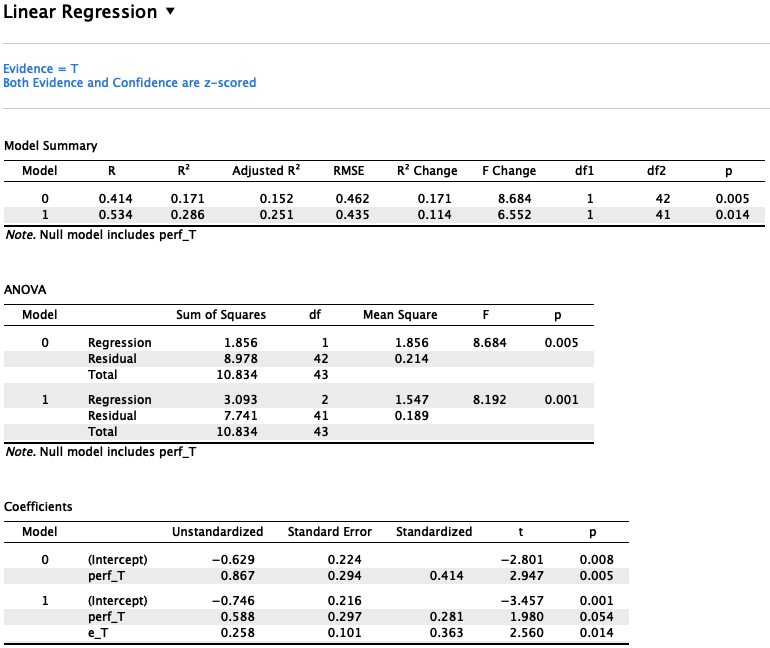 Linear Regression ▼
Evidence = T
Both Evidence and Confidence are z-scored
Model Summary
Model R R² Adjusted R² RMSE R² Change F Change df1 df2 p
0 0.414 0.171 0.152 0.462 0.171 8.684 1 42 0.005
1 0.534 0.286 0.251 0.435 0.114 6.552 1 41 0.014
Note. Null model includes perf_T
ANOVA
Model Sum of Squares df Mean Square F p
0 Regression 1.856 1 1.856 8.684 0.005
Residual 8.978 42 0.214
Total 10.834 43
1 Regression 3.093 2 1.547 8.192 0.001
Residual 7.741 41 0.189
Total 10.834 43
Note. Null model includes perf_T
Coefficients
Model Unstandardized Standard Error Standardized t p
0 (Intercept) −0.629 0.224 −2.801 0.008
perf_T 0.867 0.294 0.414 2.947 0.005
1 (Intercept) −0.746 0.216 −3.457 0.001
perf_T 0.588 0.297 0.281 1.980 0.054
e_T 0.258 0.101 0.363 2.560 0.014